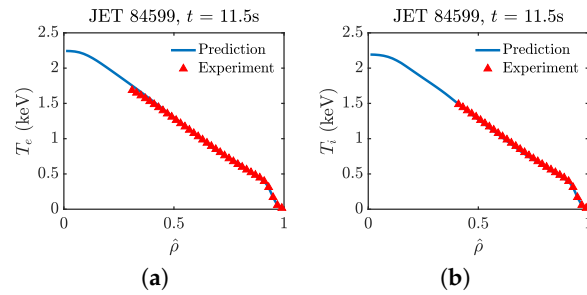 JET 84599, t = 11.5s
2.5
2
1.5
1
0.5
0
T_e (keV)
Prediction
Experiment
0
0.5
1
ρ̂
(a)
JET 84599, t = 11.5s
2.5
2
1.5
1
0.5
0
T_i (keV)
Prediction
Experiment
0
0.5
1
ρ̂
(b)